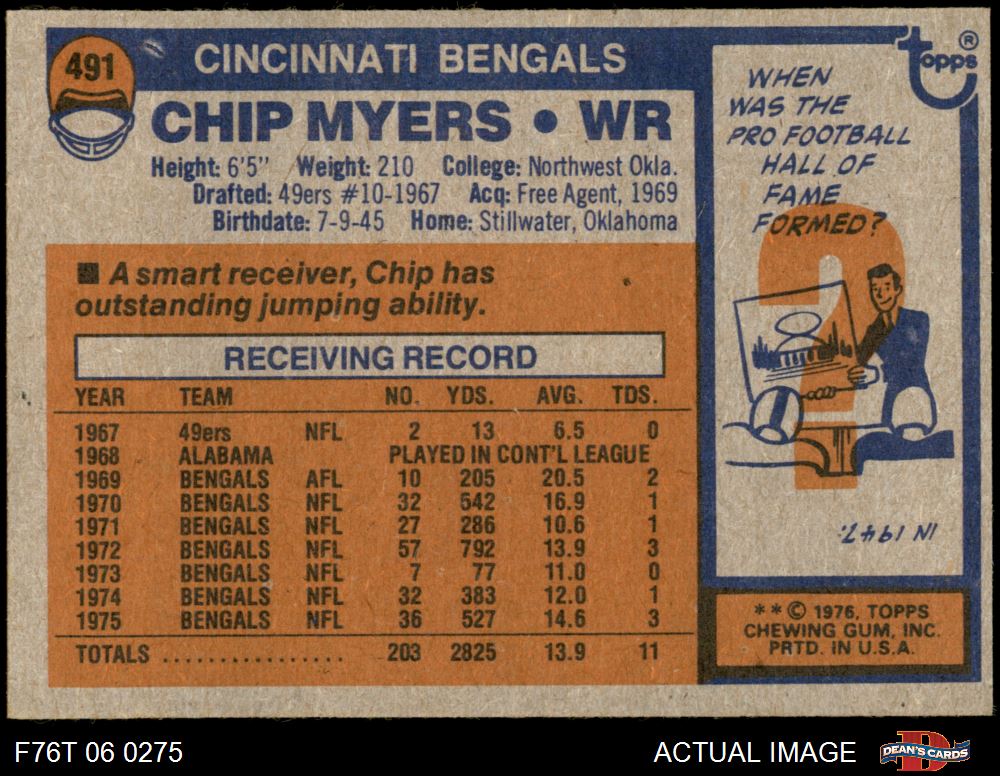 491
CINCINNATI BENGALS
CHIP MYERS • WR
Height: 6'5" Weight: 210 College: Northwest Okla.
Drafted: 49ers #10-1967 Acq: Free Agent, 1969
Birthdate: 7-9-45 Home: Stillwater, Oklahoma
■ A smart receiver, Chip has
outstanding jumping ability.
RECEIVING RECORD
YEAR TEAM NO. YDS. AVG. TDS.
1967 49ers NFL 2 13 6.5 0
1968 ALABAMA PLAYED IN CONT'L LEAGUE
1969 BENGALS AFL 10 205 20.5 2
1970 BENGALS NFL 32 542 16.9 1
1971 BENGALS NFL 27 286 10.6 1
1972 BENGALS NFL 57 792 13.9 3
1973 BENGALS NFL 7 77 11.0 0
1974 BENGALS NFL 32 383 12.0 1
1975 BENGALS NFL 36 527 14.6 3
TOTALS ................. 203 2825 13.9 11
topps ®
WHEN
WAS THE
PRO FOOTBALL
HALL OF
FAME
FORMED?
?
IN 1947.
** © 1976, TOPPS
CHEWING GUM, INC.
PRTD. IN U.S.A.
F76T 06 0275
ACTUAL IMAGE
D
DEAN'S CARDS